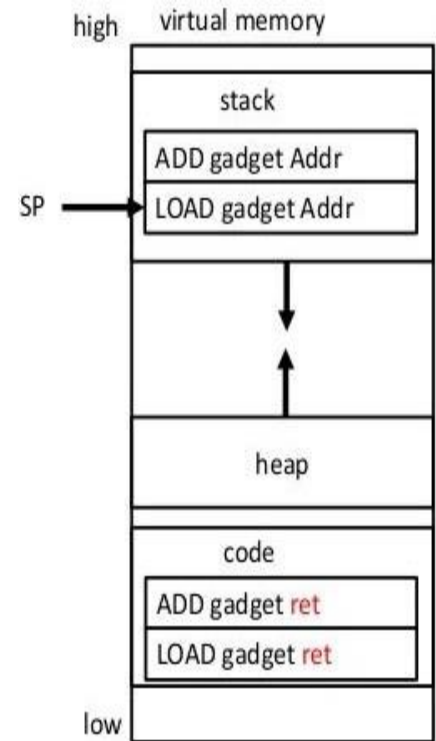 high virtual memory
stack
ADD gadget Addr
SP LOAD gadget Addr
heap
code
ADD gadget ret
LOAD gadget ret
low